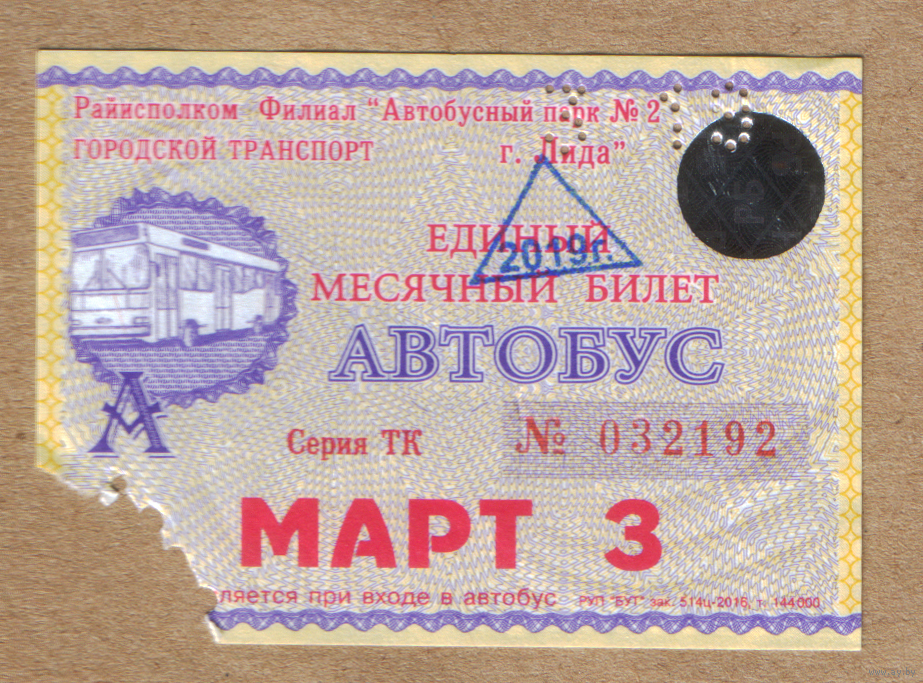 Райисполком Филиал "Автобусный парк № 2
ГОРОДСКОЙ ТРАНСПОРТ г. Лида"
ЕДИНЫЙ
2019г.
МЕСЯЧНЫЙ БИЛЕТ
АВТОБУС
А
Серия ТК № 032192
МАРТ 3
ляется при входе в автобус РУП "БУТ" зак. 514ц-2016, т. 144000